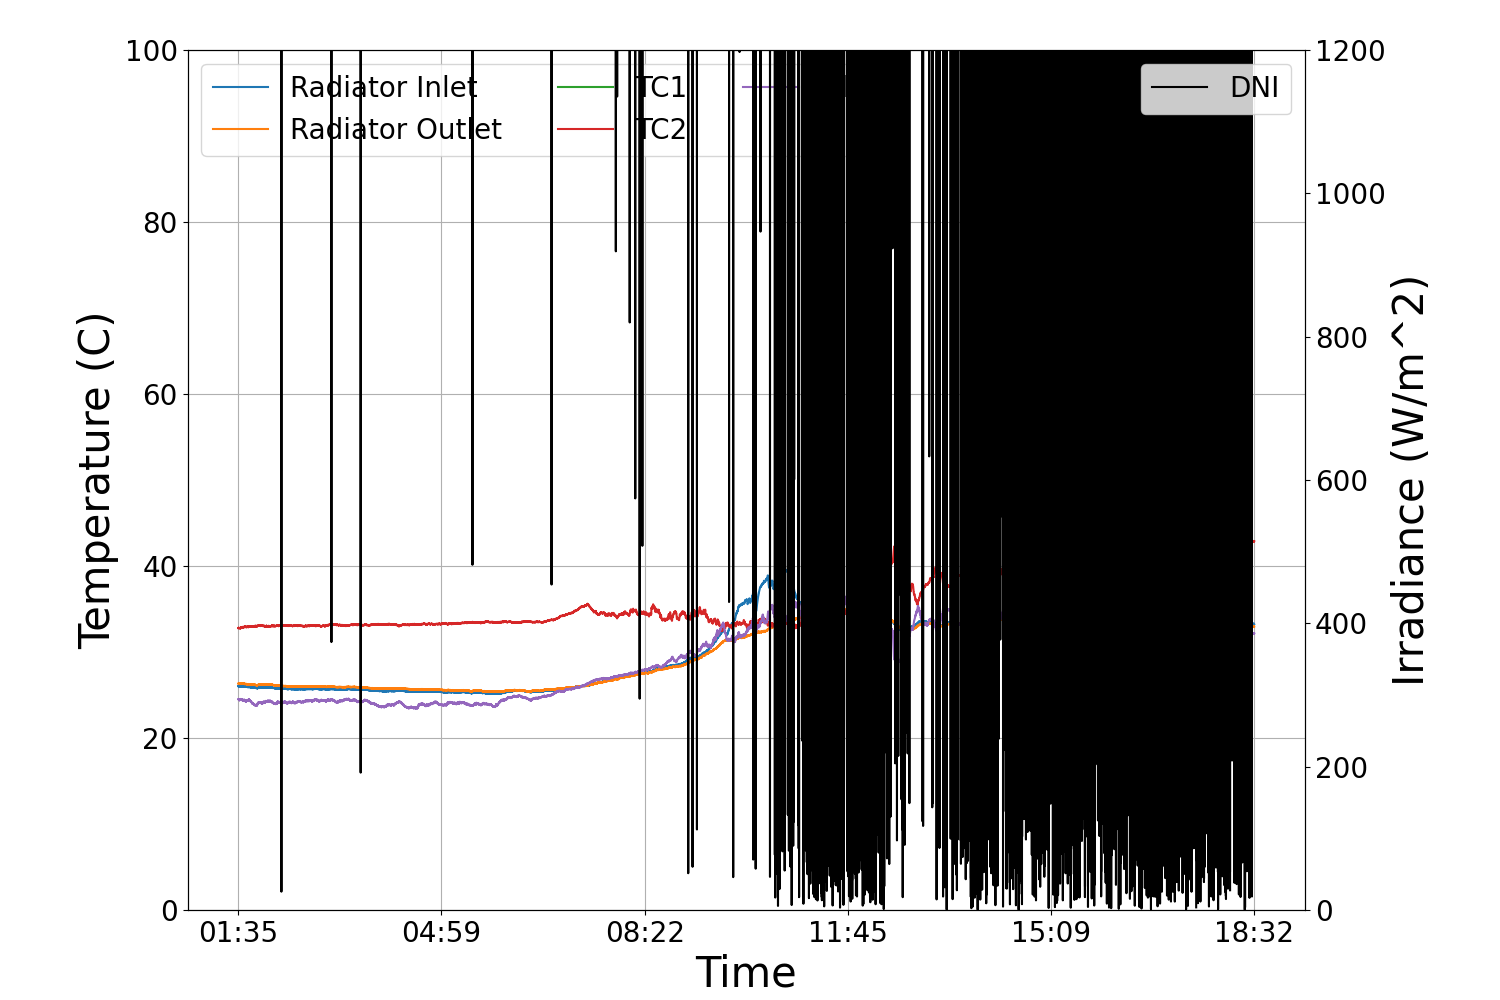 100
80
60
40
20
0
Temperature (C)
Radiator Inlet
Radiator Outlet
TC1
TC2
DNI
1200
1000
800
600
400
200
0
Irradiance (W/m^2)
01:35 04:59 08:22 11:45 15:09 18:32
Time